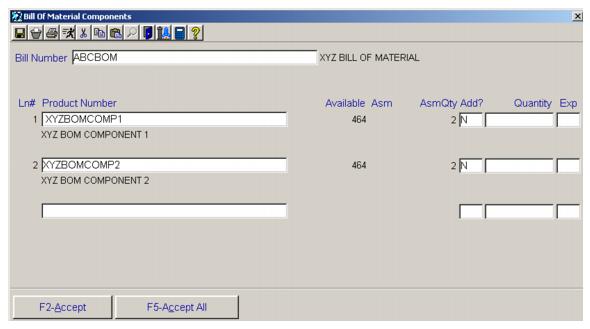 Bill Of Material Components
Bill Number ABCBOM XYZ BILL OF MATERIAL
Ln# Product Number Available Asm AsmQty Add? Quantity Exp
1 XYZBOMCOMP1 464 2 N
XYZ BOM COMPONENT 1
2 XYZBOMCOMP2 464 2 N
XYZ BOM COMPONENT 2
F2-Accept F5-Accept All